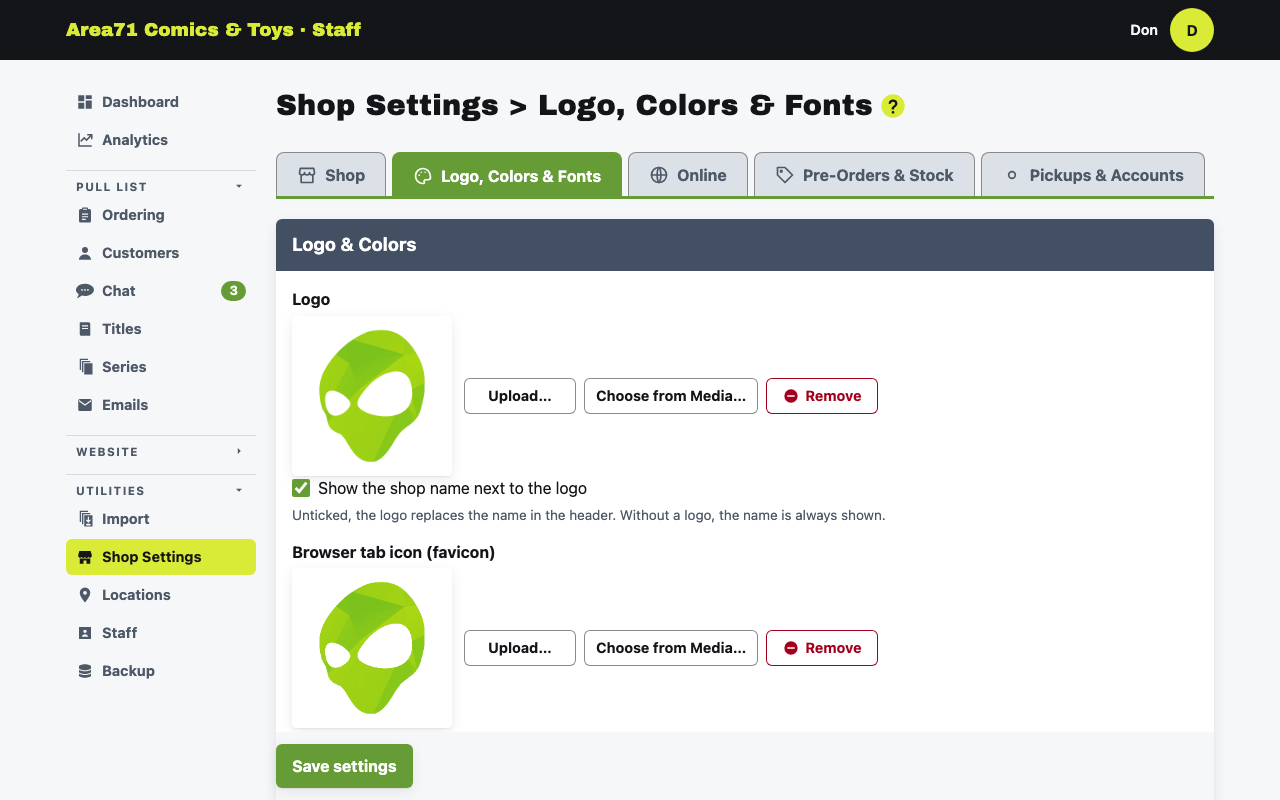 Area71 Comics & Toys · Staff
Don
D
Dashboard
Analytics
PULL LIST
Ordering
Customers
Chat
3
Titles
Series
Emails
WEBSITE
UTILITIES
Import
Shop Settings
Locations
Staff
Backup
Shop Settings > Logo, Colors & Fonts
?
Shop
Logo, Colors & Fonts
Online
Pre-Orders & Stock
Pickups & Accounts
Logo & Colors
Logo
Upload...
Choose from Media...
Remove
Show the shop name next to the logo
Unticked, the logo replaces the name in the header. Without a logo, the name is always shown.
Browser tab icon (favicon)
Upload...
Choose from Media...
Remove
Save settings